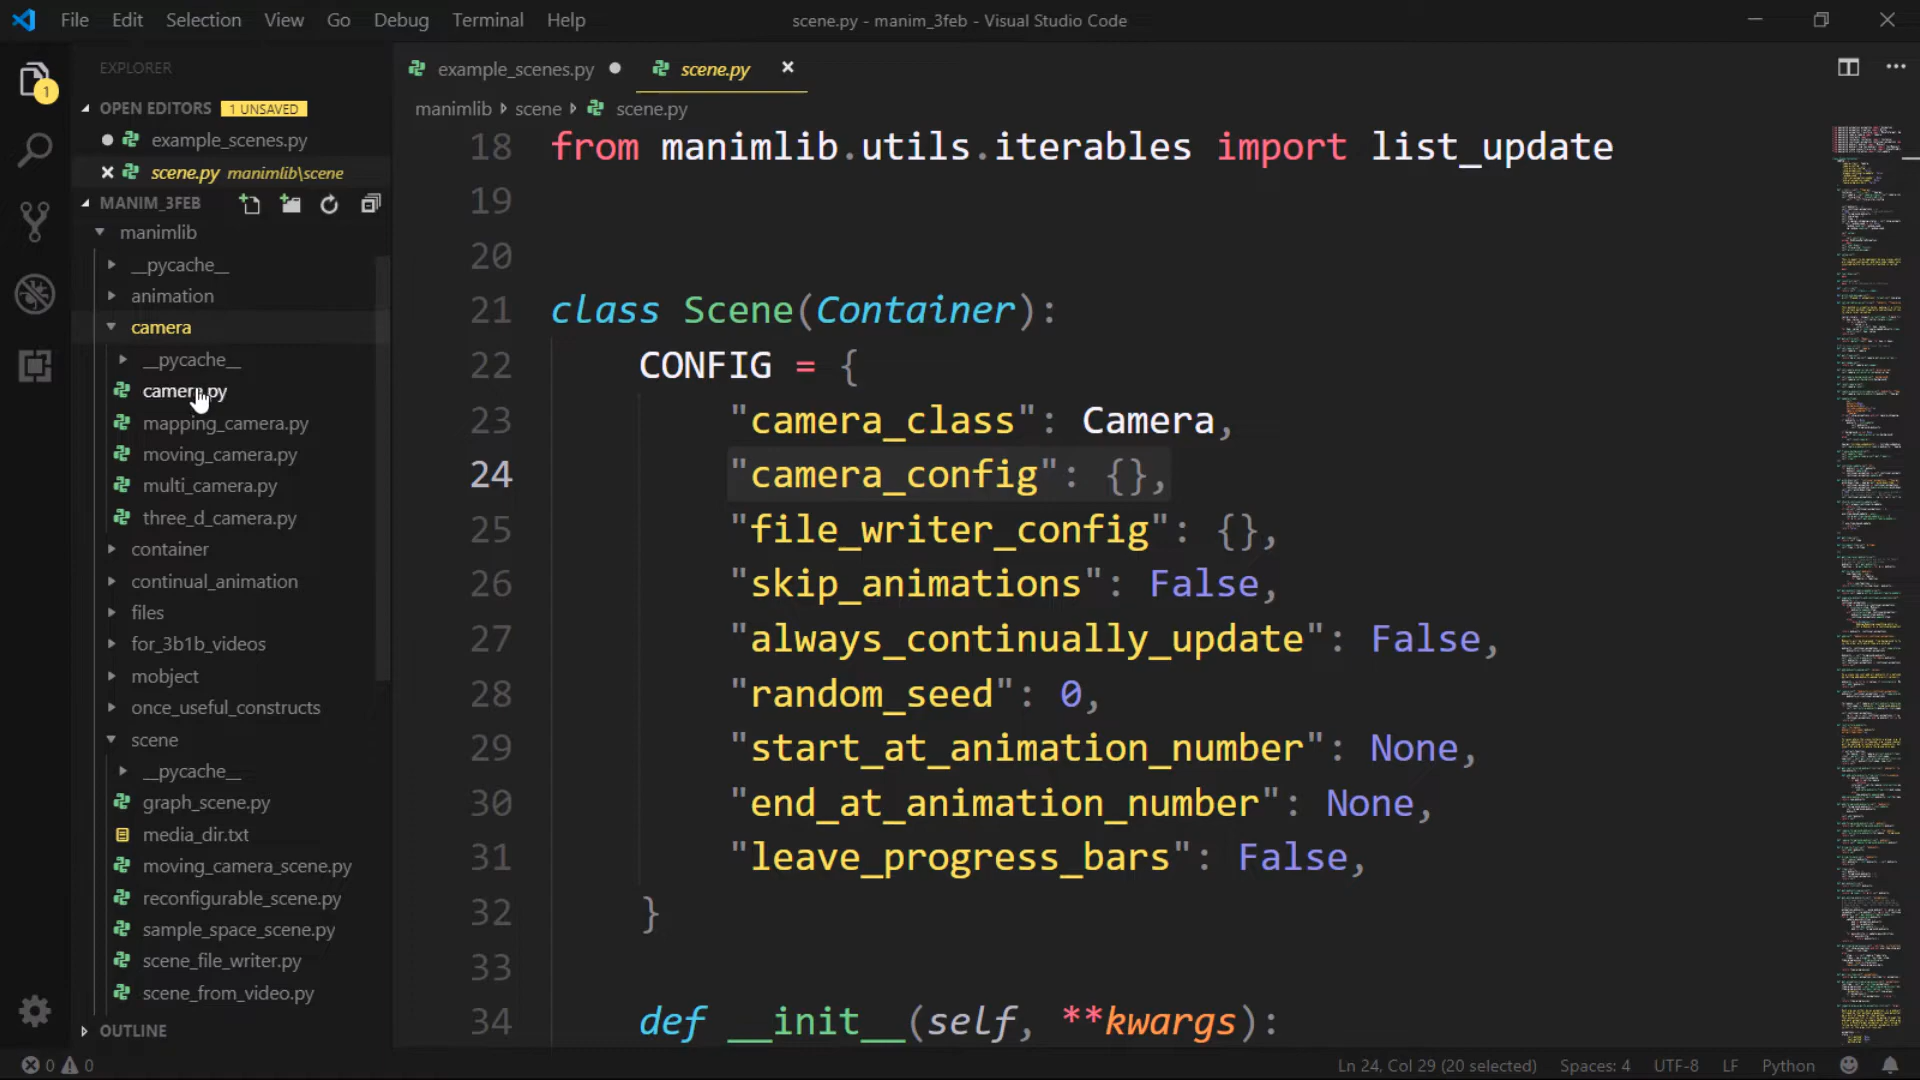 File Edit Selection View Go Debug Terminal Help
scene.py - manim_3feb - Visual Studio Code
1
EXPLORER
OPEN EDITORS 1 UNSAVED
example_scenes.py
scene.py manimlib\scene
MANIM_3FEB
manimlib
__pycache__
animation
camera
__pycache__
camera.py
mapping_camera.py
moving_camera.py
multi_camera.py
three_d_camera.py
container
continual_animation
files
for_3b1b_videos
mobject
once_useful_constructs
scene
__pycache__
graph_scene.py
media_dir.txt
moving_camera_scene.py
reconfigurable_scene.py
sample_space_scene.py
scene_file_writer.py
scene_from_video.py
OUTLINE
example_scenes.py scene.py
manimlib scene scene.py
18 from manimlib.utils.iterables import list_update
19
20
21 class Scene(Container):
22 CONFIG = {
23 "camera_class": Camera,
24 "camera_config": {},
25 "file_writer_config": {},
26 "skip_animations": False,
27 "always_continually_update": False,
28 "random_seed": 0,
29 "start_at_animation_number": None,
30 "end_at_animation_number": None,
31 "leave_progress_bars": False,
32 }
33
34 def __init__(self, **kwargs):
0 0 Ln 24, Col 29 (20 selected) Spaces: 4 UTF-8 LF Python